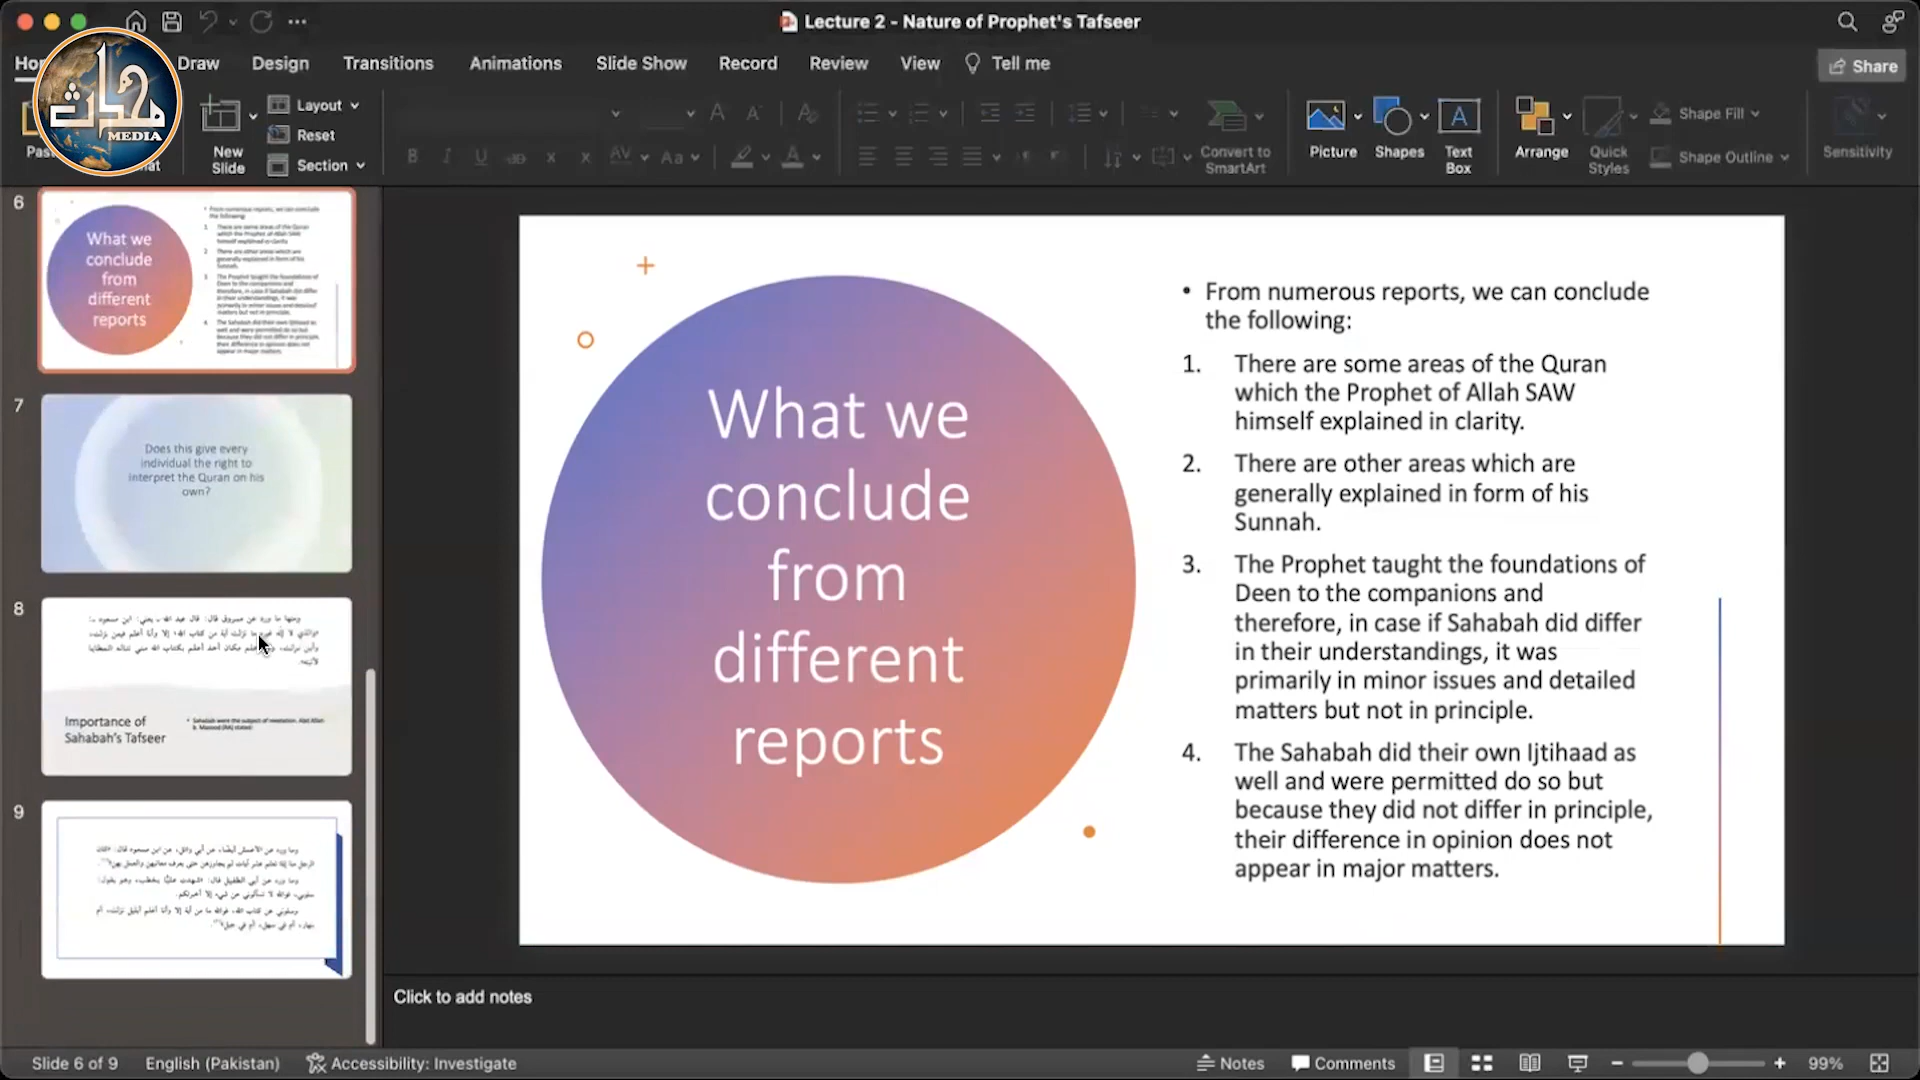 Lecture 2 - Nature of Prophet's Tafseer
Draw Design Transitions Animations Slide Show Record Review View Tell me Share
هدایت
MEDIA
New Slide
Layout
Reset
Section
Convert to SmartArt
Picture
Shapes
Text Box
Arrange
Quick Styles
Shape Fill
Shape Outline
Sensitivity
6
What we
conclude
from
different
reports
7
Does this give every
individual the right to
interpret the Quran on his
own?
8
Importance of
Sahabah's Tafseer
9
What we
conclude
from
different
reports
• From numerous reports, we can conclude
the following:
1. There are some areas of the Quran
which the Prophet of Allah SAW
himself explained in clarity.
2. There are other areas which are
generally explained in form of his
Sunnah.
3. The Prophet taught the foundations of
Deen to the companions and
therefore, in case if Sahabah did differ
in their understandings, it was
primarily in minor issues and detailed
matters but not in principle.
4. The Sahabah did their own Ijtihaad as
well and were permitted do so but
because they did not differ in principle,
their difference in opinion does not
appear in major matters.
Click to add notes
Slide 6 of 9 English (Pakistan) Accessibility: Investigate Notes Comments 99%